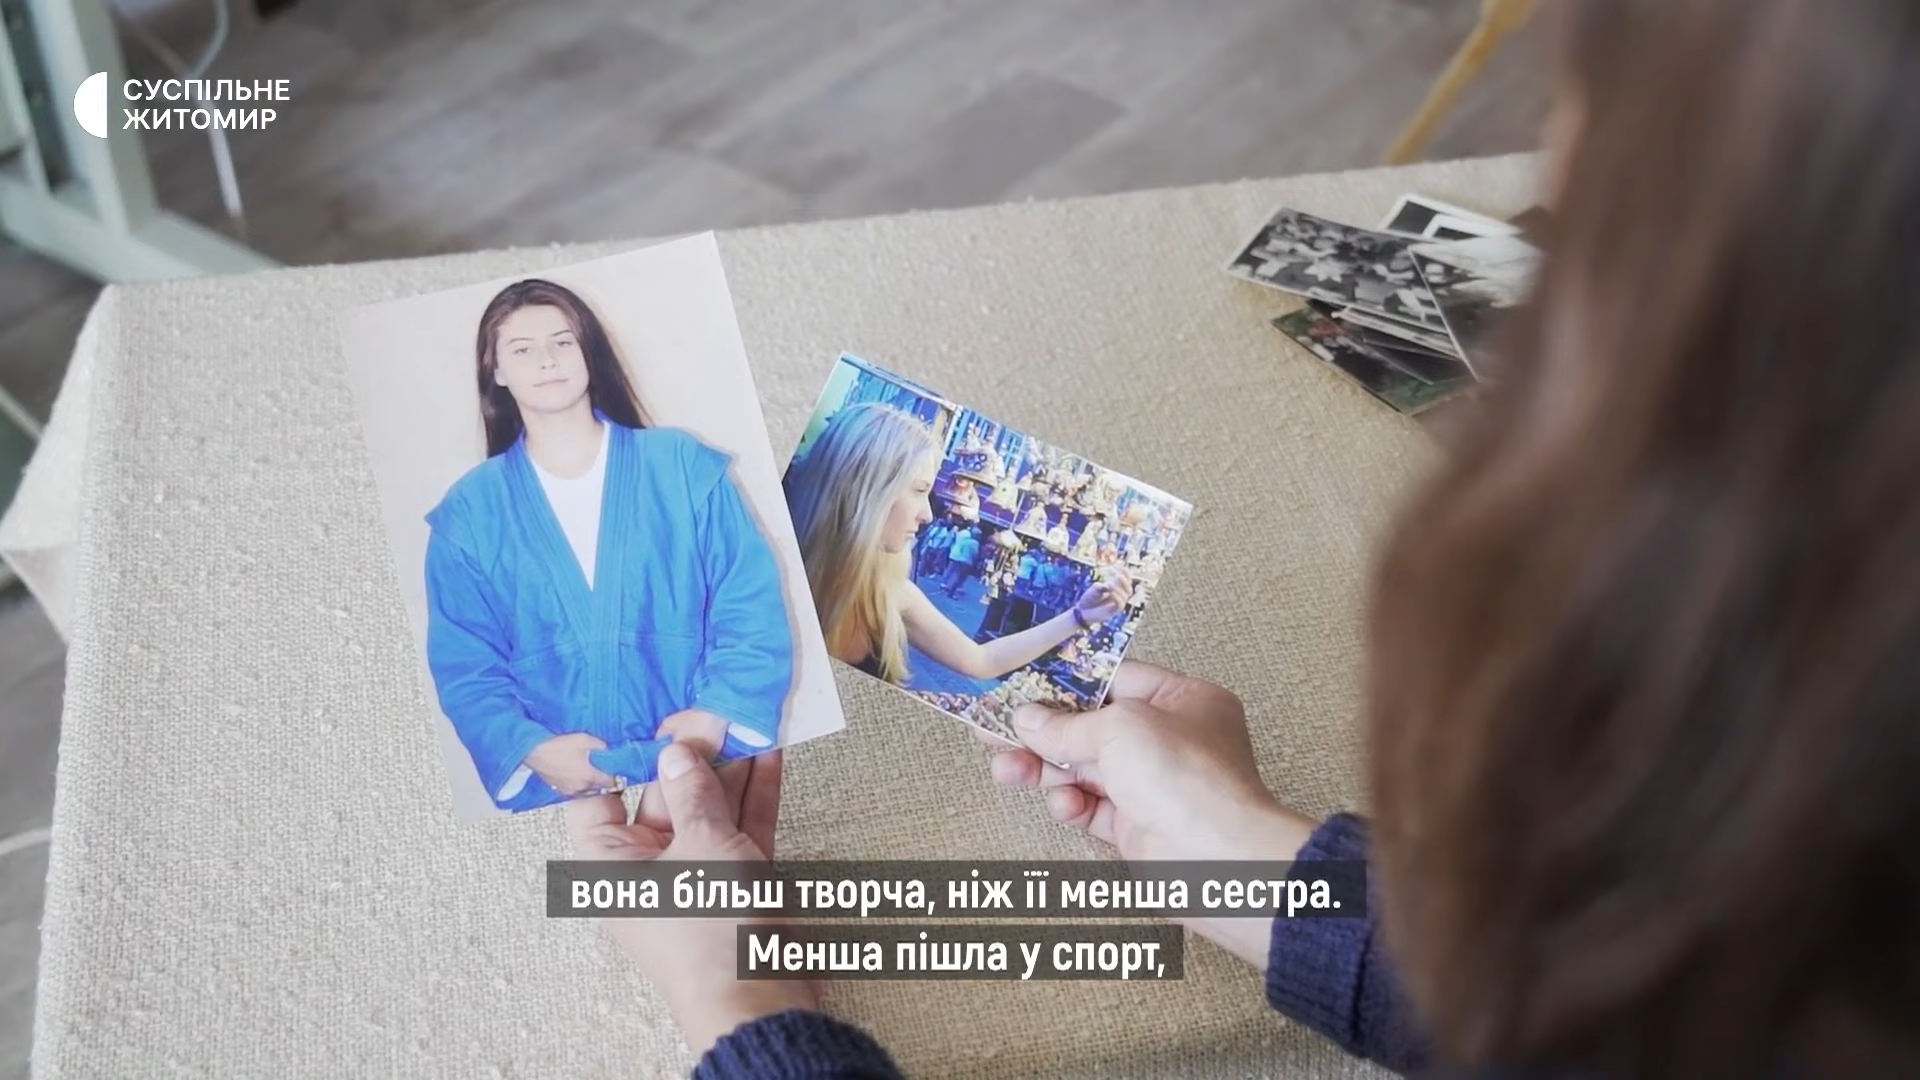 СУСПІЛЬНЕ
ЖИТОМИР
вона більш творча, ніж її менша сестра.
Менша пішла у спорт,